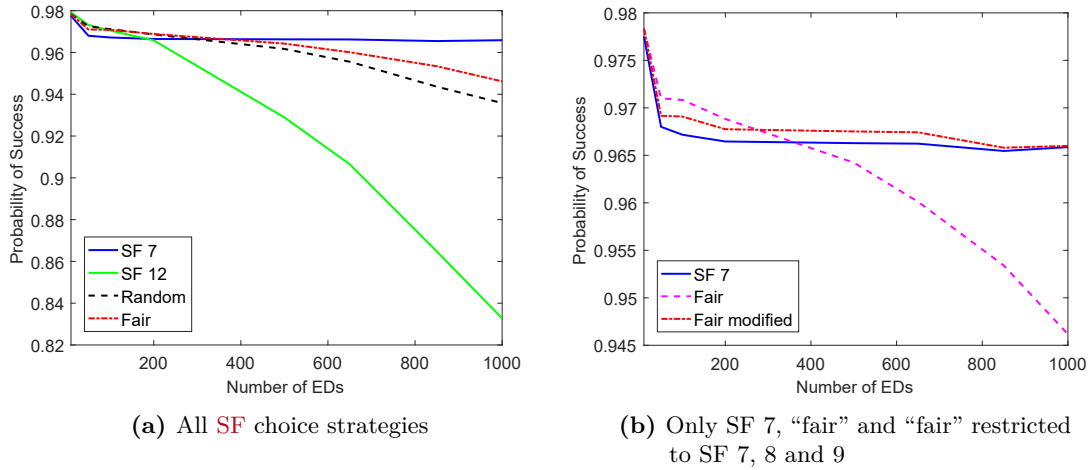 0.98
0.96
0.94
0.92
0.9
0.88
0.86
0.84
0.82
Probability of Success
SF 7
SF 12
Random
Fair
200
400
600
800
1000
Number of EDs
(a) All SF choice strategies
0.98
0.975
0.97
0.965
0.96
0.955
0.95
0.945
Probability of Success
SF 7
Fair
Fair modified
200
400
600
800
1000
Number of EDs
(b) Only SF 7, “fair” and “fair” restricted
to SF 7, 8 and 9